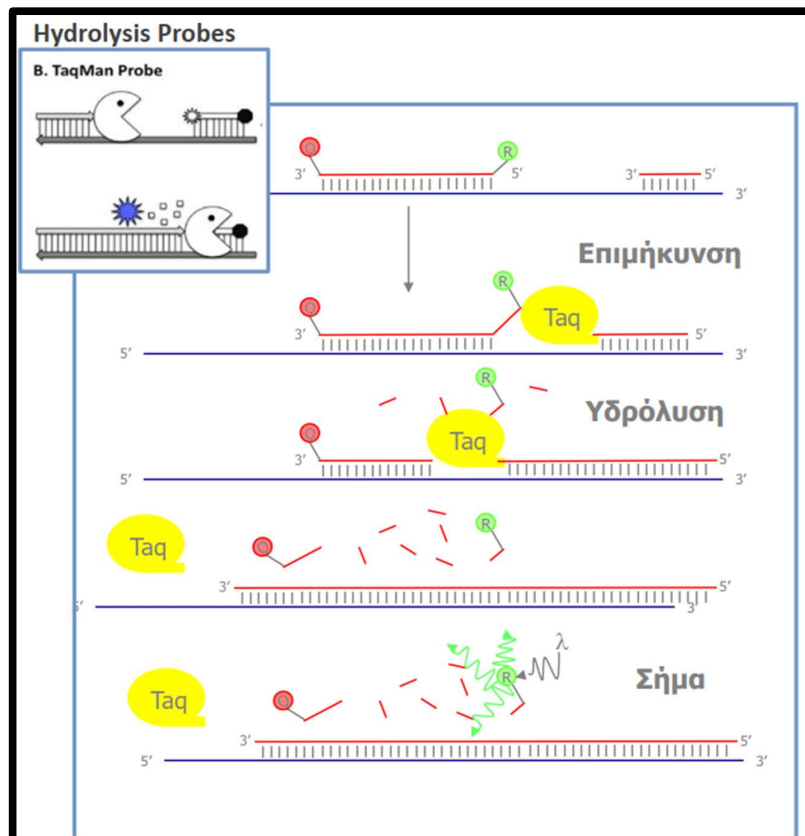 Hydrolysis Probes
B. TaqMan Probe
Q R
3’ 5’ 3’ 5’
3’
Επιμήκυνση
R
Q Taq
3’ 5’
5’ 3’
R
Υδρόλυση
Q Taq
3’ 5’
5’ 3’
Taq Q R
3’ 5’
5’ 3’
λ
Σήμα
R
Taq Q
3’ 5’
5’ 3’